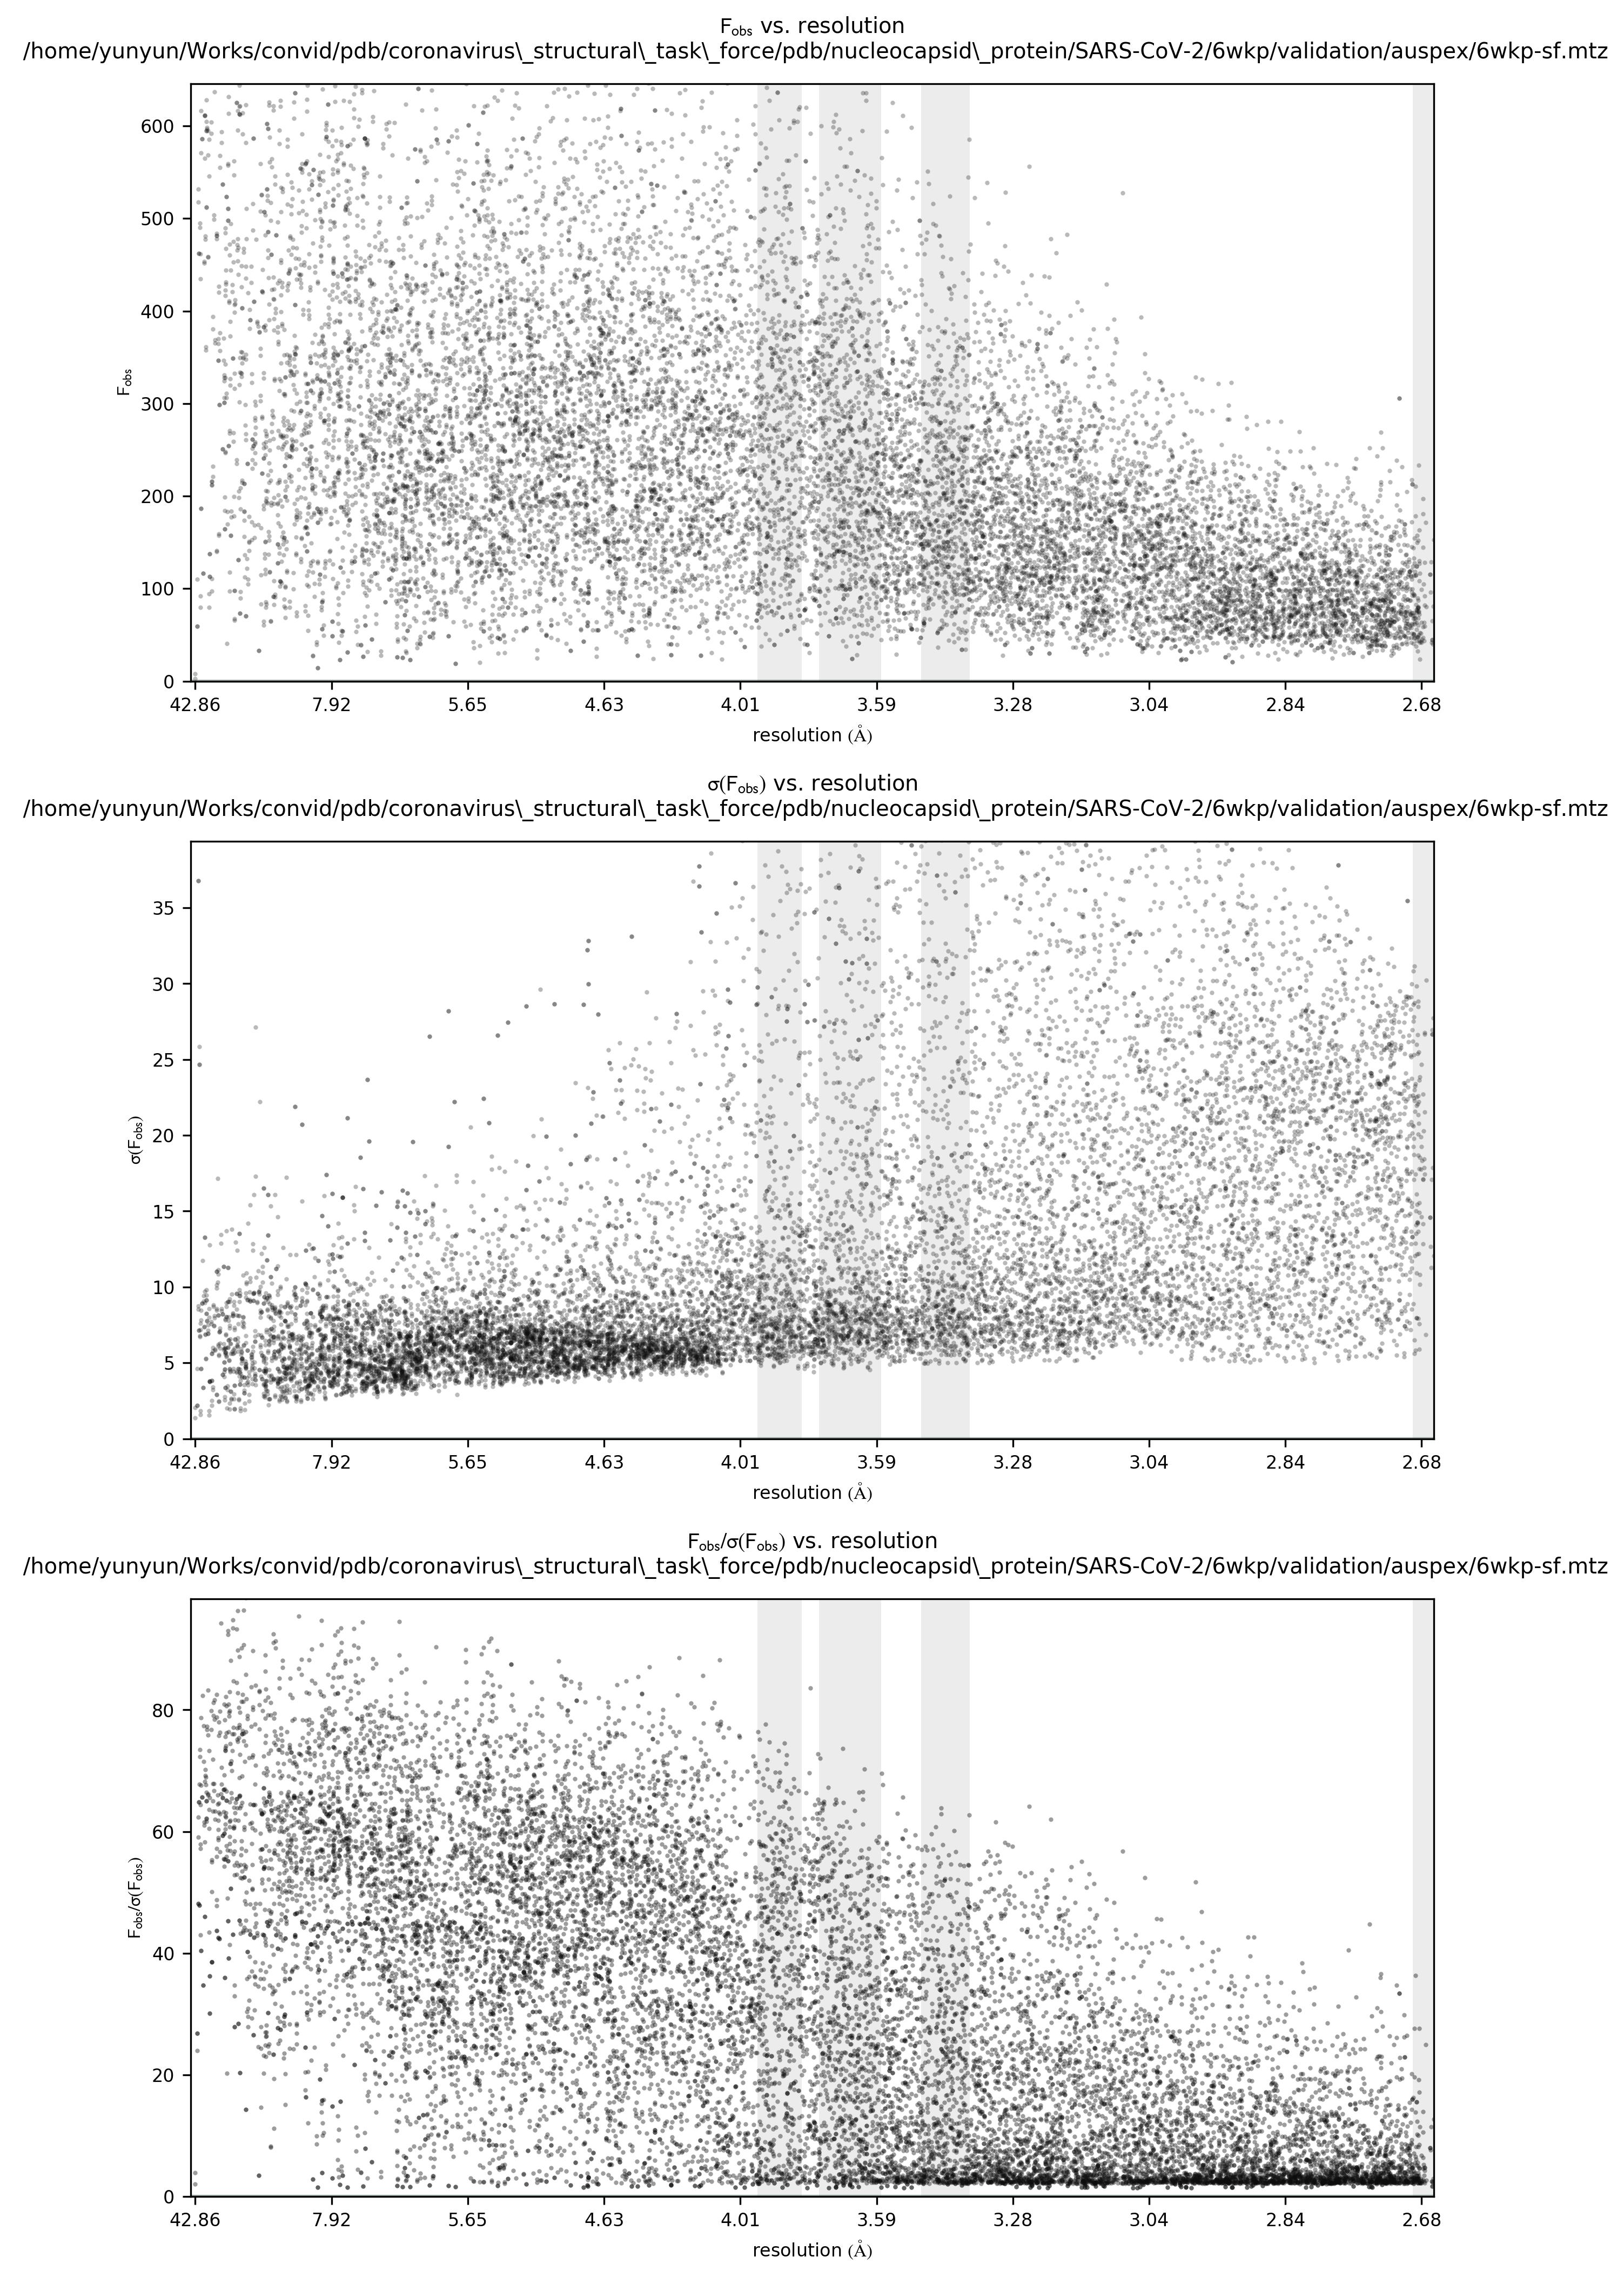 Fobs vs. resolution
/home/yunyun/Works/convid/pdb/coronavirus\_structural\_task\_force/pdb/nucleocapsid\_protein/SARS-CoV-2/6wkp/validation/auspex/6wkp-sf.mtz
600
500
400
300
200
100
0
Fobs
42.86 7.92 5.65 4.63 4.01 3.59 3.28 3.04 2.84 2.68
resolution (Å)
σ(Fobs) vs. resolution
/home/yunyun/Works/convid/pdb/coronavirus\_structural\_task\_force/pdb/nucleocapsid\_protein/SARS-CoV-2/6wkp/validation/auspex/6wkp-sf.mtz
35
30
25
20
15
10
5
0
σ(Fobs)
42.86 7.92 5.65 4.63 4.01 3.59 3.28 3.04 2.84 2.68
resolution (Å)
Fobs/σ(Fobs) vs. resolution
/home/yunyun/Works/convid/pdb/coronavirus\_structural\_task\_force/pdb/nucleocapsid\_protein/SARS-CoV-2/6wkp/validation/auspex/6wkp-sf.mtz
80
60
40
20
0
Fobs/σ(Fobs)
42.86 7.92 5.65 4.63 4.01 3.59 3.28 3.04 2.84 2.68
resolution (Å)